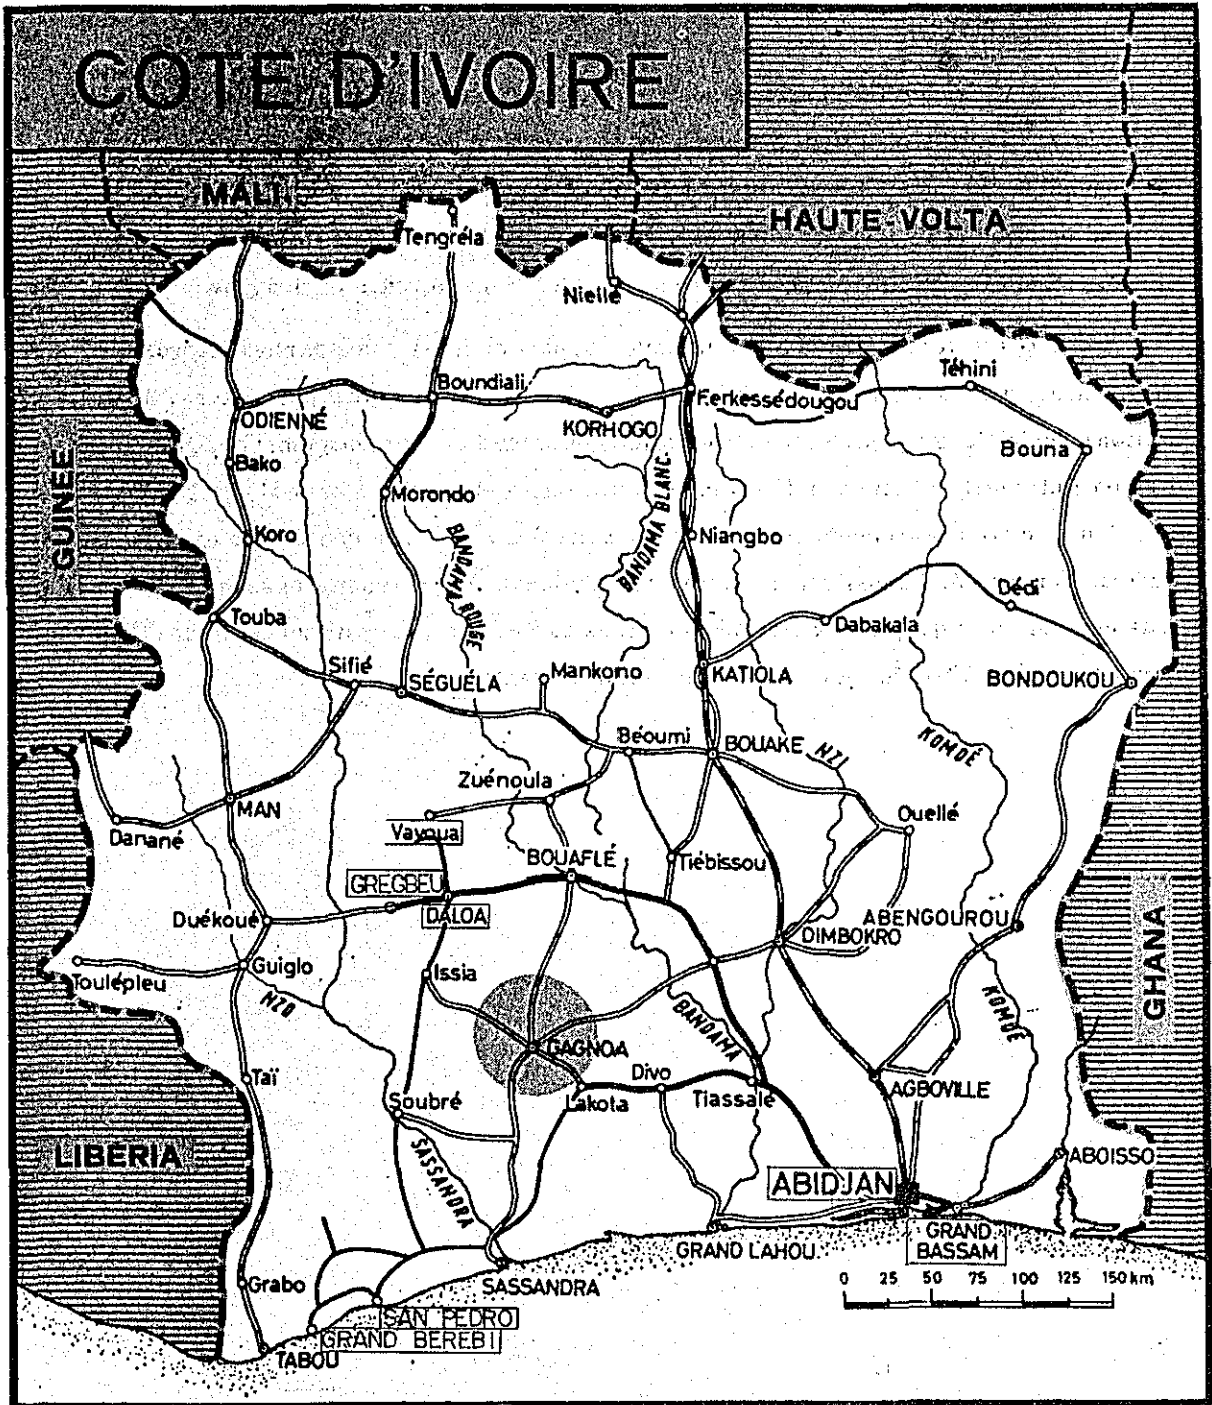 COTE D'IVOIRE
MALI
HAUTE-VOLTA
Tengréla
Niellé
Téhini
Boundiali
Ferkessédougou
ODIENNÉ
KORHOGO
Bouna
GUINEE
Bako
Morondo
BANDAMA BLANC.
Koro
BANDAMA ROUGE
Niangbo
Dédi
Touba
Dabakala
Sifié
SÉGUÉLA
Mankono
KATIOLA
BONDOUKOU
Béoumi
BOUAKE
NZI
KOMOÉ
Zuénoula
MAN
Ouellé
Danané
Vavoua
BOUAFLÉ
Tiébissou
GREGBEU
DALOA
Duékoué
ABENGOUROU
DIMBOKRO
GHANA
Toulépleu
Guiglo
Issia
NZO
BANDAMA
KOMOÉ
GAGNOA
Taï
Divo
Soubré
Lakota
Tiassalé
AGBOVILLE
LIBERIA
SASSANDRA
ABIDJAN
ABOISSO
GRAND LAHOU.
GRAND
BASSAM
SASSANDRA
Grabo
0 25 50 75 100 125 150 km
SAN PEDRO
GRAND BEREBI
TABOU